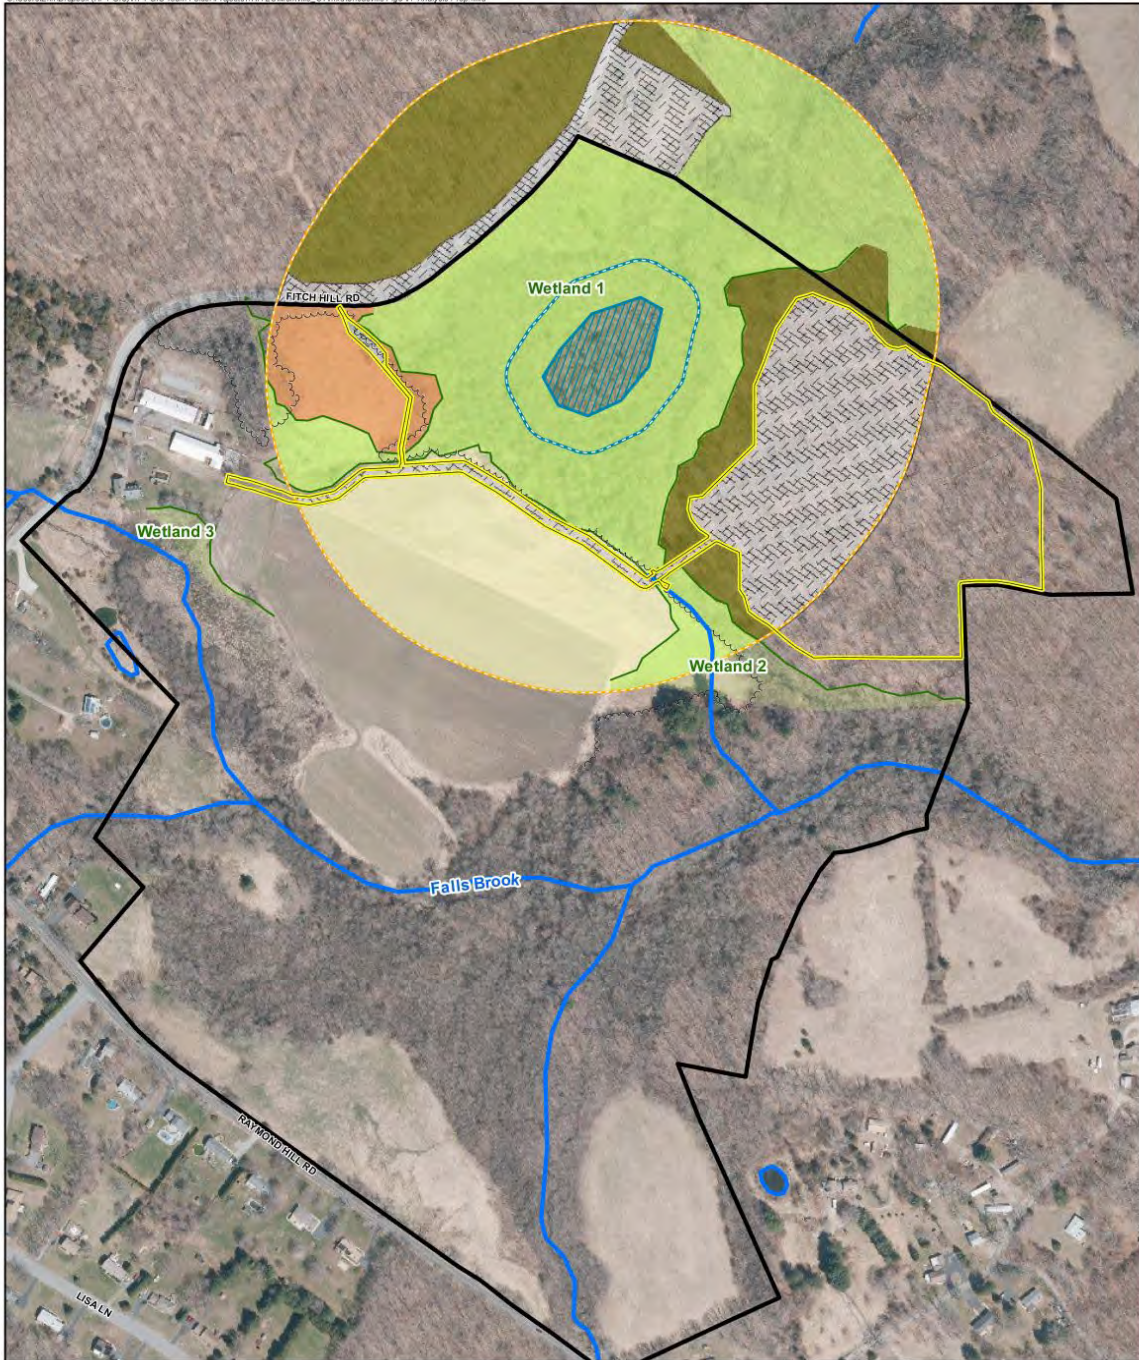 FITCH HILL RD
Wetland 1
Wetland 3
Wetland 2
Falls Brook
RAYMOND HILL RD
LISA LN